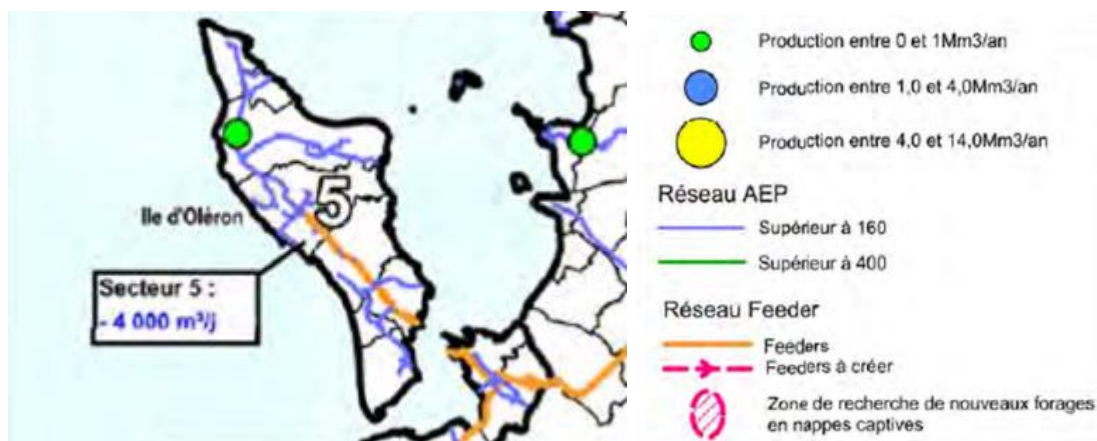 Ile d'Oléron
5
Secteur 5 :
- 4 000 m³/j
Production entre 0 et 1Mm3/an
Production entre 1,0 et 4,0Mm3/an
Production entre 4,0 et 14,0Mm3/an
Réseau AEP
Supérieur à 160
Supérieur à 400
Réseau Feeder
Feeders
Feeders à créer
Zone de recherche de nouveaux forages
en nappes captives